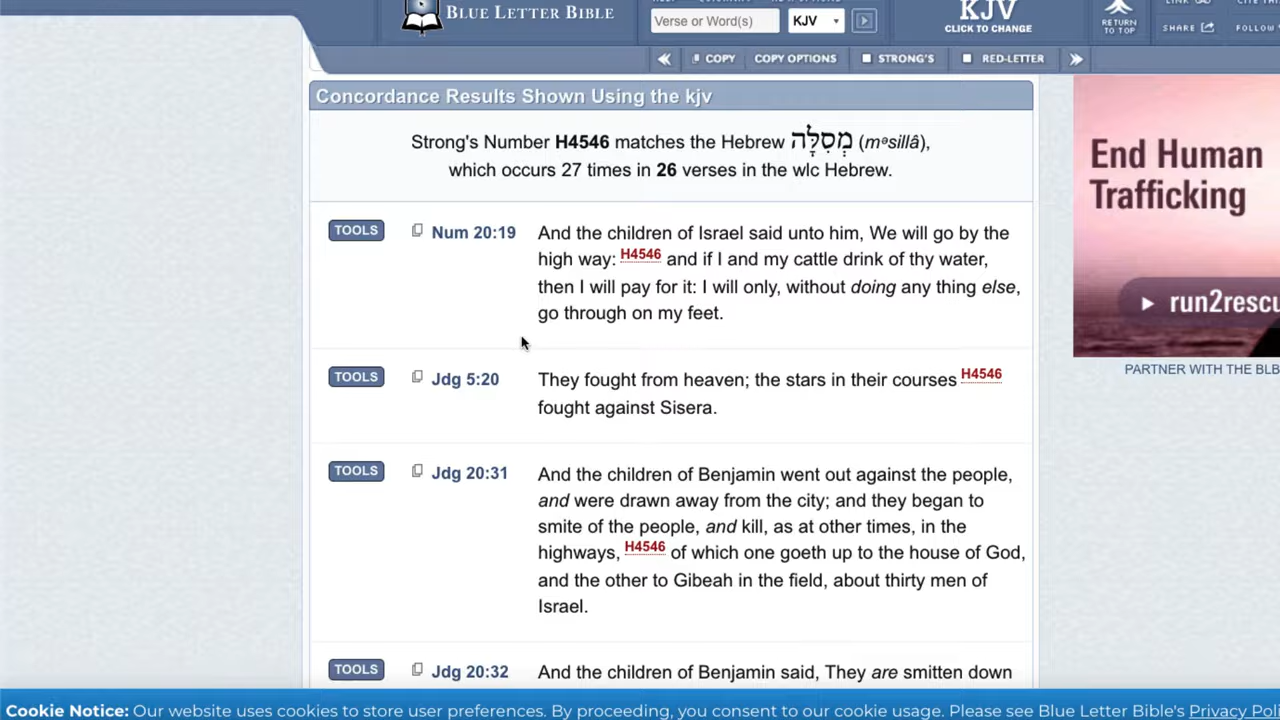 BLUE LETTER BIBLE
Verse or Word(s)
KJV
KJV
CLICK TO CHANGE
RETURN
TO TOP
SHARE
FOLLOW
COPY
COPY OPTIONS
STRONG'S
RED-LETTER
Concordance Results Shown Using the kjv
Strong's Number H4546 matches the Hebrew מְסִלָּה (mᵊsillâ),
which occurs 27 times in 26 verses in the wlc Hebrew.
TOOLS Num 20:19 And the children of Israel said unto him, We will go by the
high way: H4546 and if I and my cattle drink of thy water,
then I will pay for it: I will only, without doing any thing else,
go through on my feet.
TOOLS Jdg 5:20 They fought from heaven; the stars in their courses H4546
fought against Sisera.
TOOLS Jdg 20:31 And the children of Benjamin went out against the people,
and were drawn away from the city; and they began to
smite of the people, and kill, as at other times, in the
highways, H4546 of which one goeth up to the house of God,
and the other to Gibeah in the field, about thirty men of
Israel.
TOOLS Jdg 20:32 And the children of Benjamin said, They are smitten down
End Human
Trafficking
run2rescu
PARTNER WITH THE BLB
Cookie Notice: Our website uses cookies to store user preferences. By proceeding, you consent to our cookie usage. Please see Blue Letter Bible's Privacy Pol